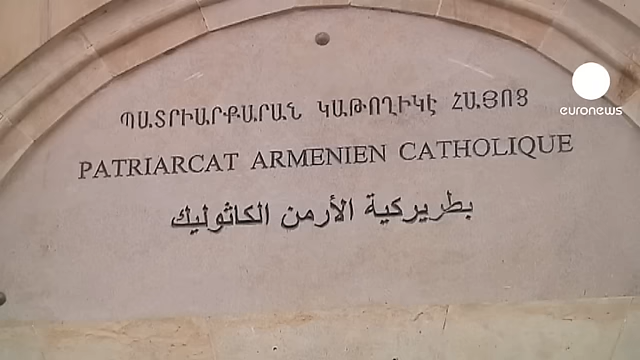 ՊԱՏՐԻԱՐՔԱՐԱՆ ԿԱԹՈՂԻԿԷ ՀԱՅՈՑ
PATRIARCAT ARMENIEN CATHOLIQUE
بطريركية الأرمن الكاثوليك
euronews